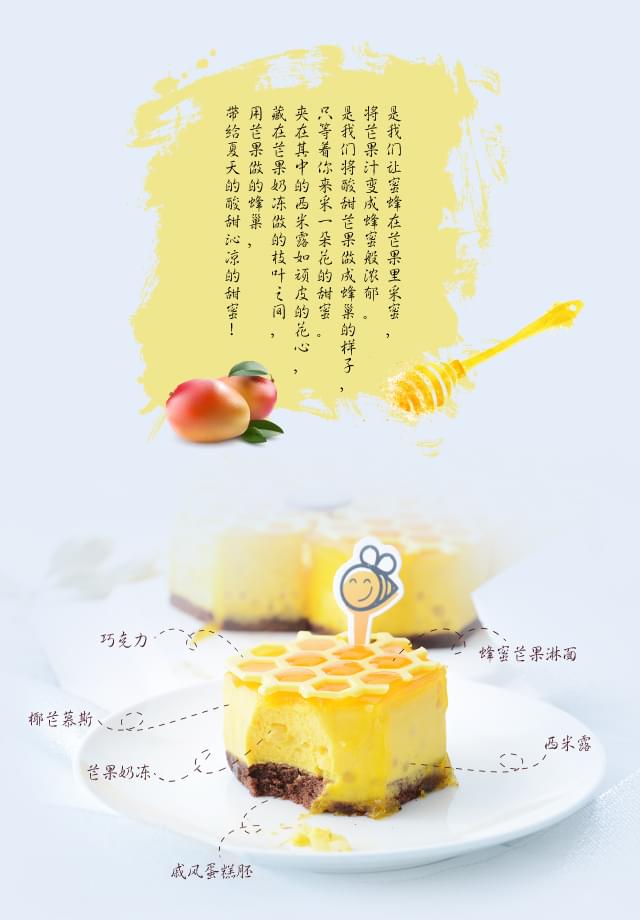 是我们让蜜蜂在芒果里采蜜，
将芒果汁变成蜂蜜般浓郁。
是我们将酸甜芒果做成蜂巢的样子，
只等着你来采一朵花的甜蜜。
夹在其中的西米露如顽皮的花心，
藏在芒果奶冻做的枝叶之间，
用芒果做的蜂巢，
带给夏天的酸甜沁凉的甜蜜！
巧克力
蜂蜜芒果淋面
椰芒慕斯
西米露
芒果奶冻
戚风蛋糕胚